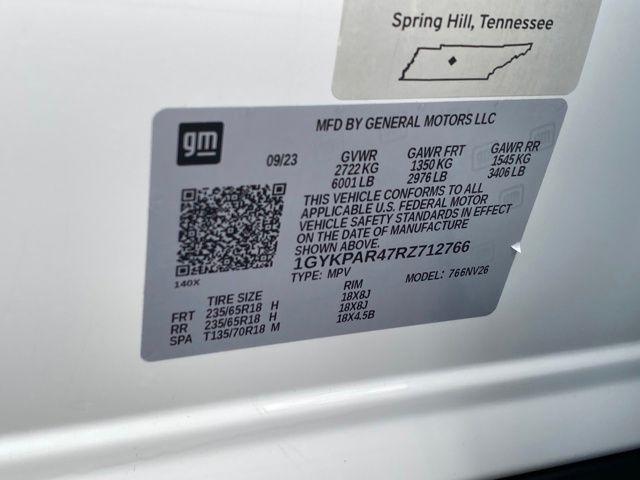 Spring Hill, Tennessee
gm
MFD BY GENERAL MOTORS LLC
09/23 GVWR GAWR FRT GAWR RR
2722 KG 1350 KG 1545 KG
6001 LB 2976 LB 3406 LB
THIS VEHICLE CONFORMS TO ALL
APPLICABLE U.S. FEDERAL MOTOR
VEHICLE SAFETY STANDARDS IN EFFECT
ON THE DATE OF MANUFACTURE
SHOWN ABOVE.
1GYKPAR47RZ712766
140X
TYPE: MPV MODEL: 766NV26
TIRE SIZE RIM
FRT 235/65R18 H 18X8J
RR 235/65R18 H 18X8J
SPA T135/70R18 M 18X4.5B